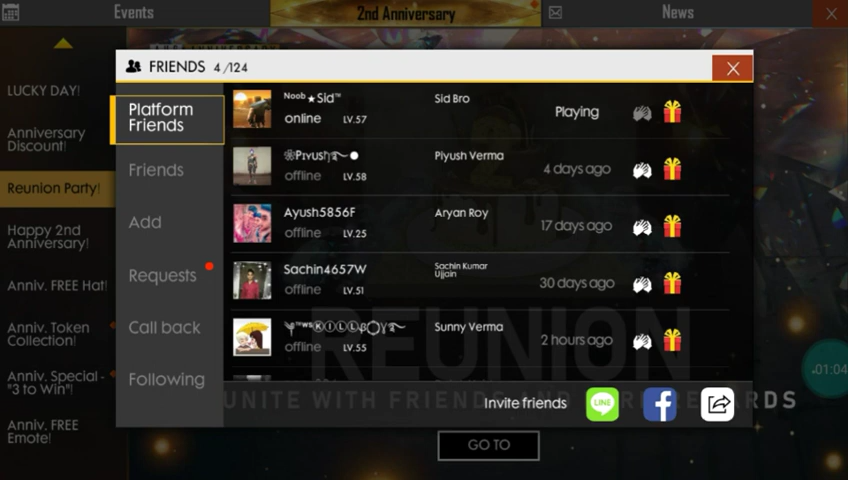 Events
2nd Anniversary
News
FRIENDS 4/124
LUCKY DAY!
Anniversary
Discount!
Reunion Party!
Happy 2nd
Anniversary!
Anniv. FREE Hat!
Anniv. Token
Collection!
Anniv. Special -
"3 to Win"!
Anniv. FREE
Emote!
Platform
Friends
Friends
Add
Requests
Call back
Following
Noob★Sid™
Sid Bro
online LV.57
Playing
Piyush Verma
offline LV.58
4 days ago
Ayush5856F
Aryan Roy
offline LV.25
17 days ago
Sachin4657W
Sachin Kumar
Ujjain
offline LV.51
30 days ago
Sunny Verma
offline LV.55
2 hours ago
REUNION
Invite friends
LINE
GO TO
01:04